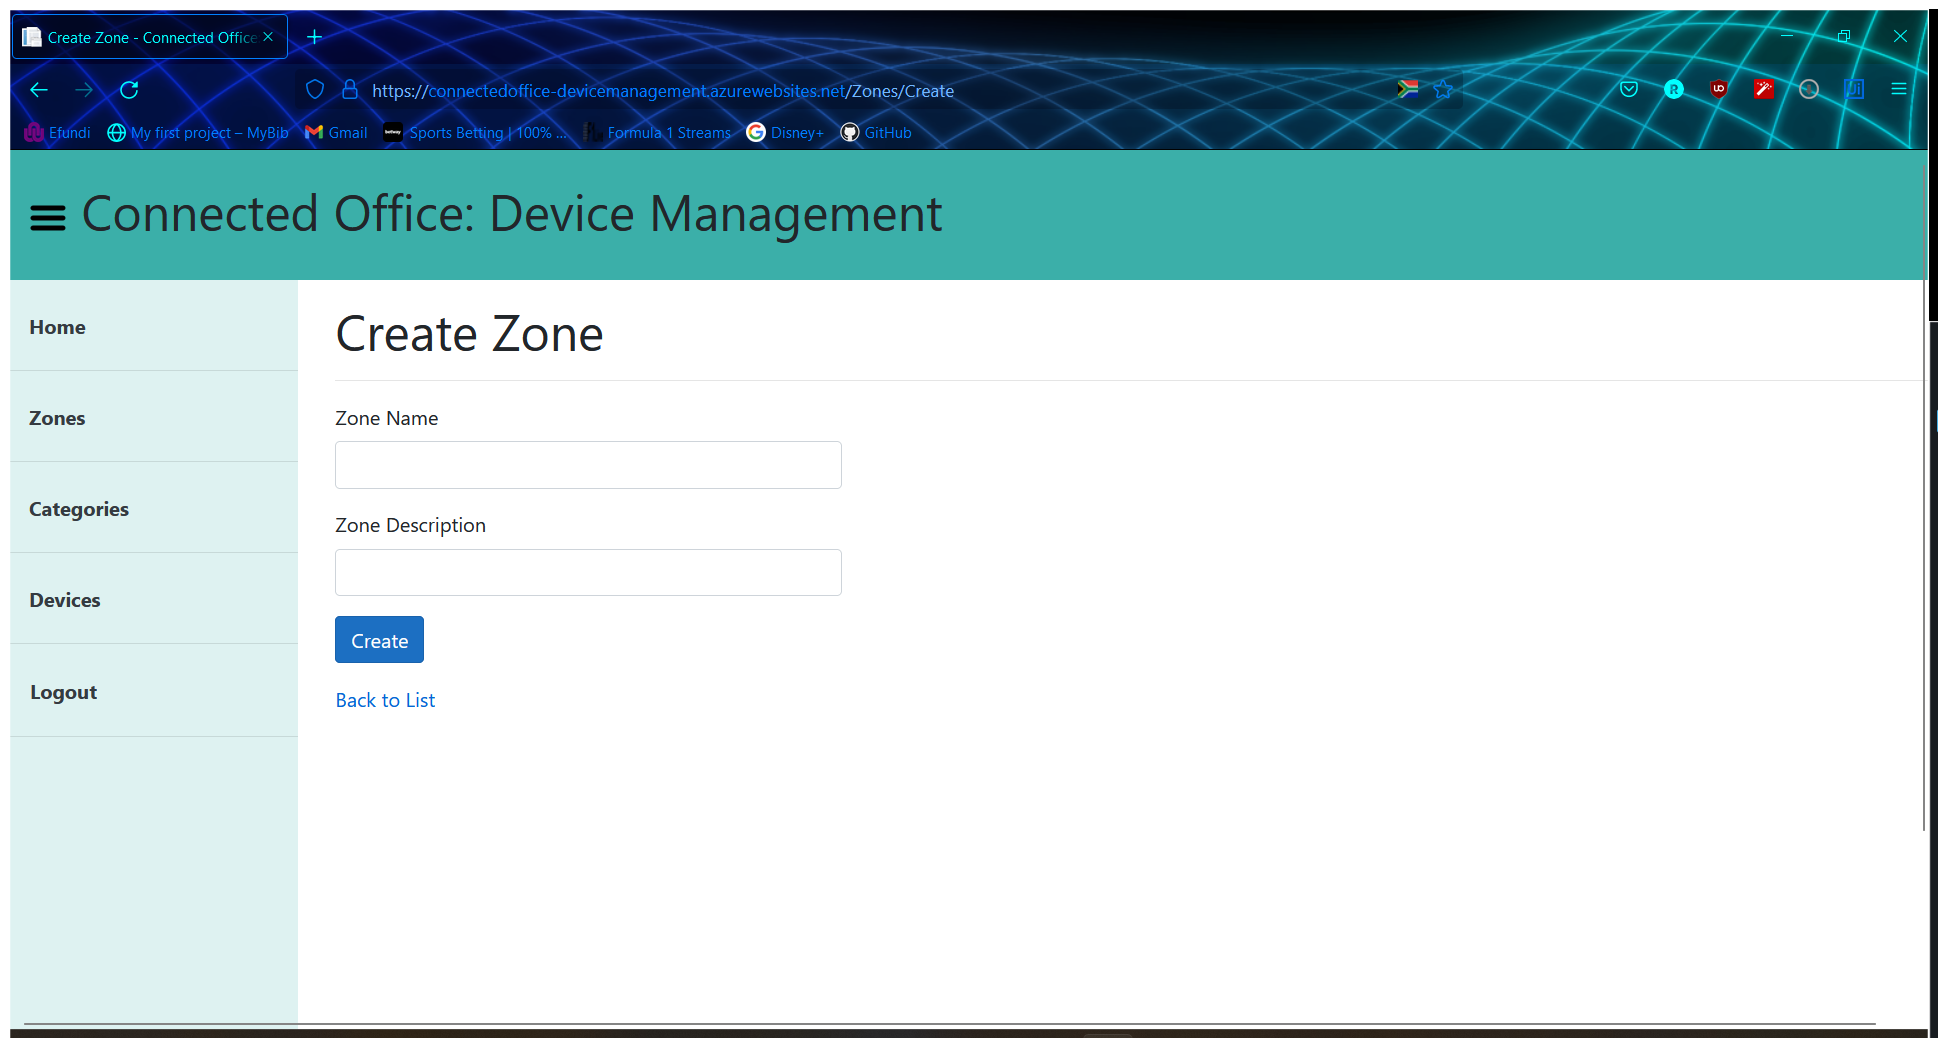 Create Zone - Connected Office
https://connectedoffice-devicemanagement.azurewebsites.net/Zones/Create
Efundi My first project – MyBib Gmail Sports Betting | 100% ... Formula 1 Streams Disney+ GitHub
Connected Office: Device Management
Home
Zones
Categories
Devices
Logout
Create Zone
Zone Name
Zone Description
Create
Back to List